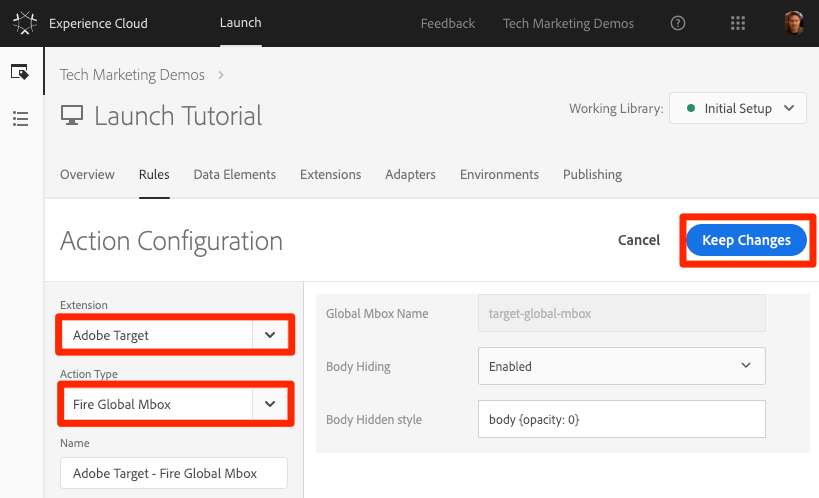 Experience Cloud Launch Feedback Tech Marketing Demos
Tech Marketing Demos
Launch Tutorial
Working Library: Initial Setup
Overview Rules Data Elements Extensions Adapters Environments Publishing
Action Configuration
Cancel Keep Changes
Extension
Adobe Target
Action Type
Fire Global Mbox
Name
Adobe Target - Fire Global Mbox
Global Mbox Name target-global-mbox
Body Hiding Enabled
Body Hidden style body {opacity: 0}